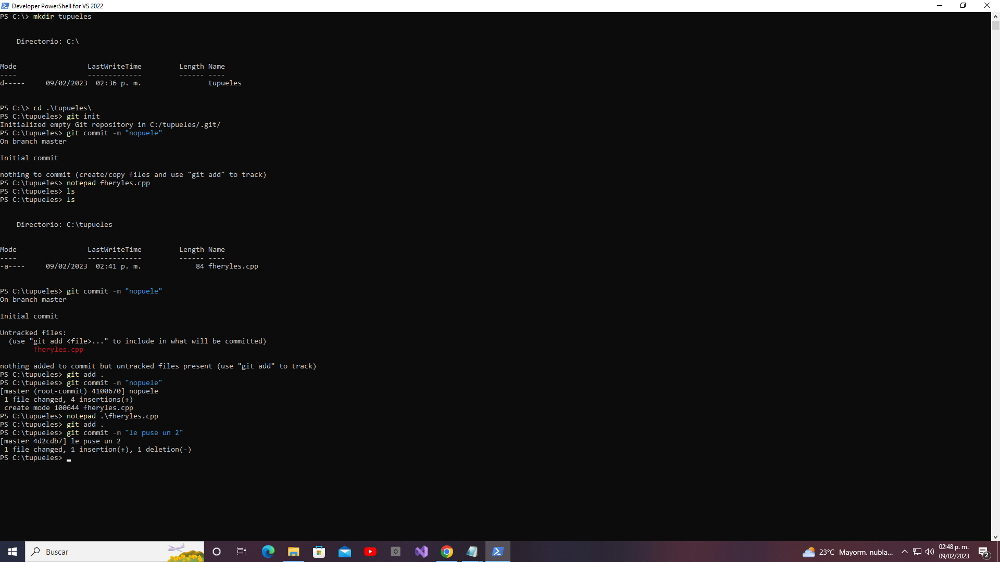 Developer PowerShell for VS 2022
PS C:\> mkdir tupueles
Directorio: C:\
Mode LastWriteTime Length Name
---- ------------- ------ ----
d----- 09/02/2023 02:36 p. m. tupueles
PS C:\> cd .\tupueles\
PS C:\tupueles> git init
Initialized empty Git repository in C:/tupueles/.git/
PS C:\tupueles> git commit -m "nopuele"
On branch master
Initial commit
nothing to commit (create/copy files and use "git add" to track)
PS C:\tupueles> notepad fheryles.cpp
PS C:\tupueles> ls
PS C:\tupueles> ls
Directorio: C:\tupueles
Mode LastWriteTime Length Name
---- ------------- ------ ----
-a---- 09/02/2023 02:41 p. m. 84 fheryles.cpp
PS C:\tupueles> git commit -m "nopuele"
On branch master
Initial commit
Untracked files:
(use "git add <file>..." to include in what will be committed)
fheryles.cpp
nothing added to commit but untracked files present (use "git add" to track)
PS C:\tupueles> git add .
PS C:\tupueles> git commit -m "nopuele"
[master (root-commit) 4100670] nopuele
1 file changed, 4 insertions(+)
create mode 100644 fheryles.cpp
PS C:\tupueles> notepad .\fheryles.cpp
PS C:\tupueles> git add .
PS C:\tupueles> git commit -m "le puse un 2"
[master 4d2cdb7] le puse un 2
1 file changed, 1 insertion(+), 1 deletion(-)
PS C:\tupueles>
Buscar
23°C Mayorm. nubla...
02:48 p. m.
09/02/2023
2